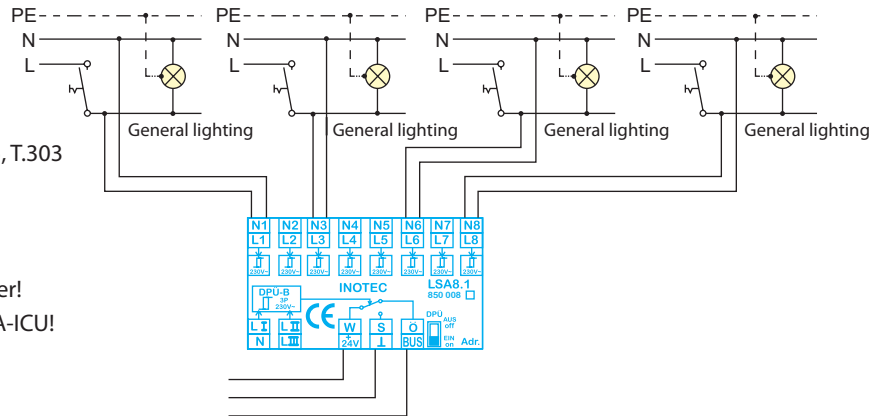 PE PE PE PE
N N N N
L L L L
General lighting General lighting General lighting General lighting
, T.303
N1 N2 N3 N4 N5 N6 N7 N8
L1 L2 L3 L4 L5 L6 L7 L8
230V~ 230V~ 230V~ 230V~ 230V~ 230V~ 230V~ 230V~
er!
DPÜ-B INOTEC LSA8.1
3P 850 008
230V~
A-ICU!
CE
DPÜ
AUS
off
L I L II W S Ö
N L III + 24V ⊥ BUS
EIN
on
Adr.